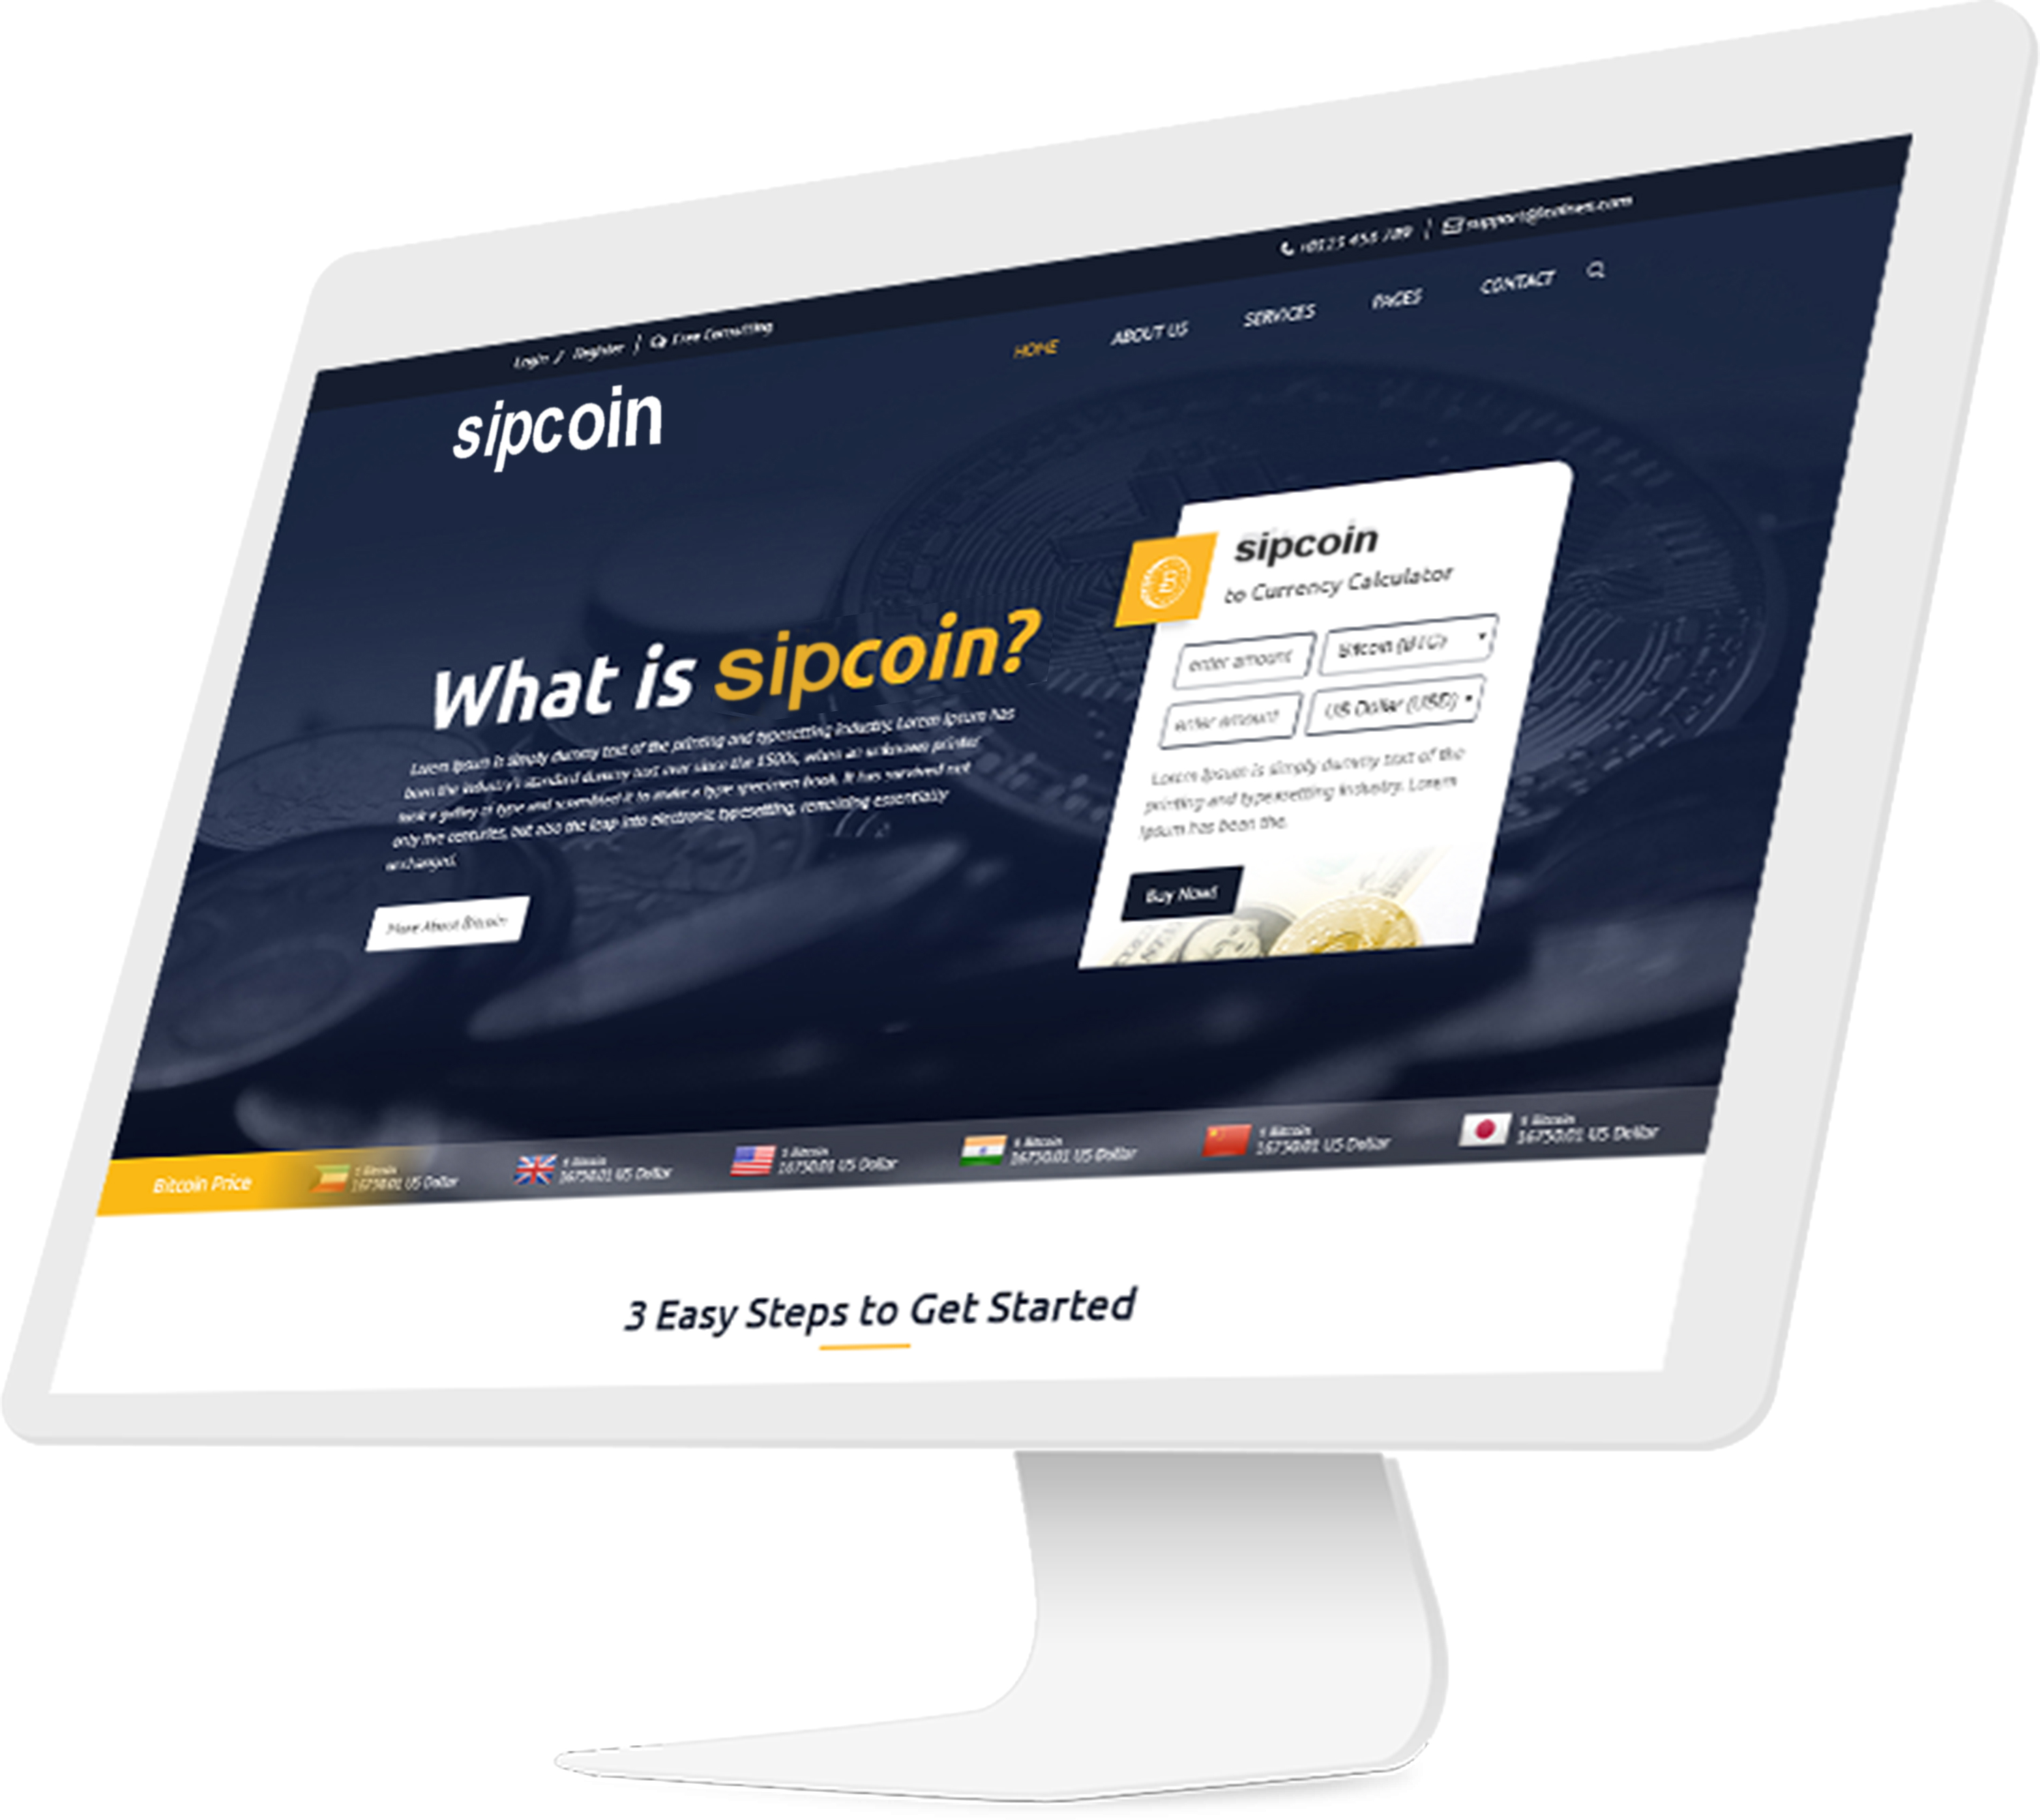 Login / Register | Free Consulting
+0123 456 789 |
HOME ABOUT US SERVICES PAGES CONTACT
sipcoin
What is sipcoin?
Lorem Ipsum is simply dummy text of the printing and typesetting industry. Lorem Ipsum has
been the industry's standard dummy text ever since the 1500s, when an unknown printer
took a galley of type and scrambled it to make a type specimen book. It has survived not
only five centuries, but also the leap into electronic typesetting, remaining essentially
unchanged.
More About Bitcoin
sipcoin
to Currency Calculator
enter amount Bitcoin (BTC)
enter amount US Dollar (USD)
Lorem Ipsum is simply dummy text of the
printing and typesetting industry. Lorem
Ipsum has been the.
Buy Now!
Bitcoin Price
1 Bitcoin
16750.01 US Dollar
1 Bitcoin
16750.01 US Dollar
1 Bitcoin
16750.01 US Dollar
1 Bitcoin
16750.01 US Dollar
1 Bitcoin
16750.01 US Dollar
1 Bitcoin
16750.01 US Dollar
3 Easy Steps to Get Started